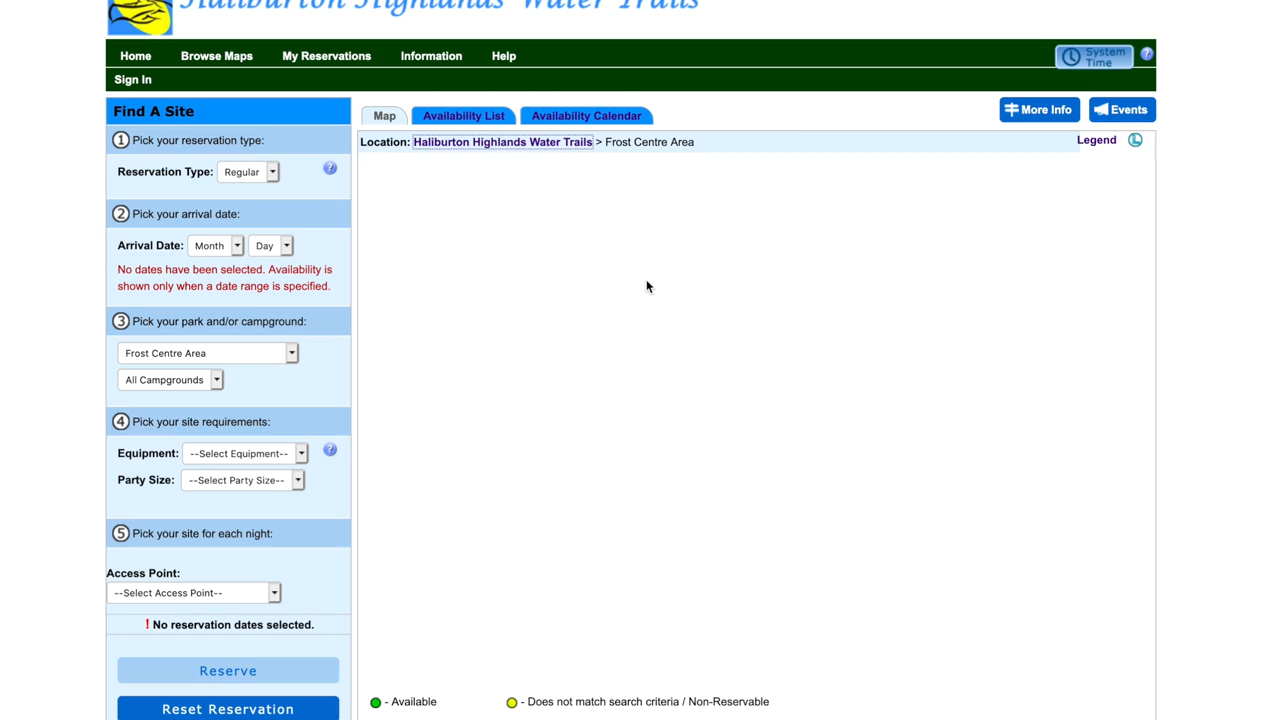 Haliburton Highlands Water Trails
Home Browse Maps My Reservations Information Help
System Time
?
Sign In
Find A Site
Map Availability List Availability Calendar
More Info Events
1 Pick your reservation type:
Location: Haliburton Highlands Water Trails > Frost Centre Area
Legend L
Reservation Type: Regular ?
2 Pick your arrival date:
Arrival Date: Month Day
No dates have been selected. Availability is
shown only when a date range is specified.
3 Pick your park and/or campground:
Frost Centre Area
All Campgrounds
4 Pick your site requirements:
Equipment: --Select Equipment-- ?
Party Size: --Select Party Size--
5 Pick your site for each night:
Access Point:
--Select Access Point--
! No reservation dates selected.
Reserve
Reset Reservation
- Available - Does not match search criteria / Non-Reservable